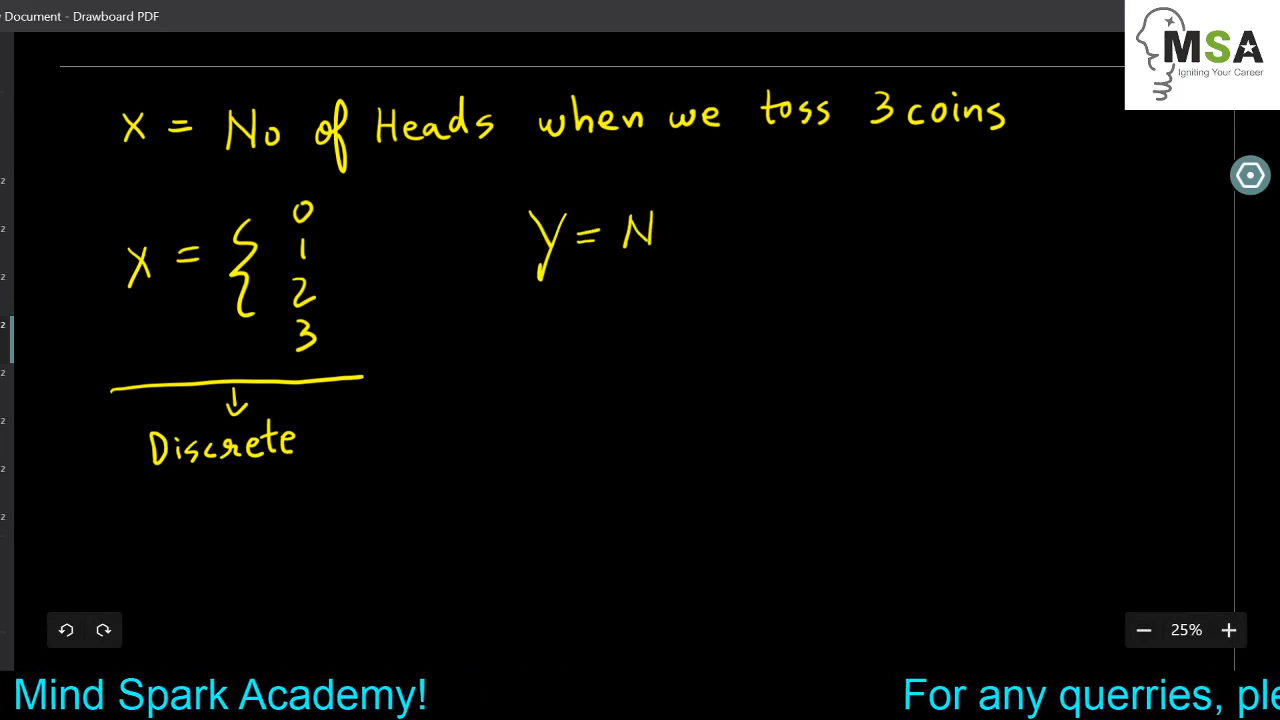 Document - Drawboard PDF
MSA
Igniting Your Career
X = No of Heads when we toss 3 coins
X = {
0
1
2
3
Y = N
↓
Discrete
25%
Mind Spark Academy!
For any querries, ple